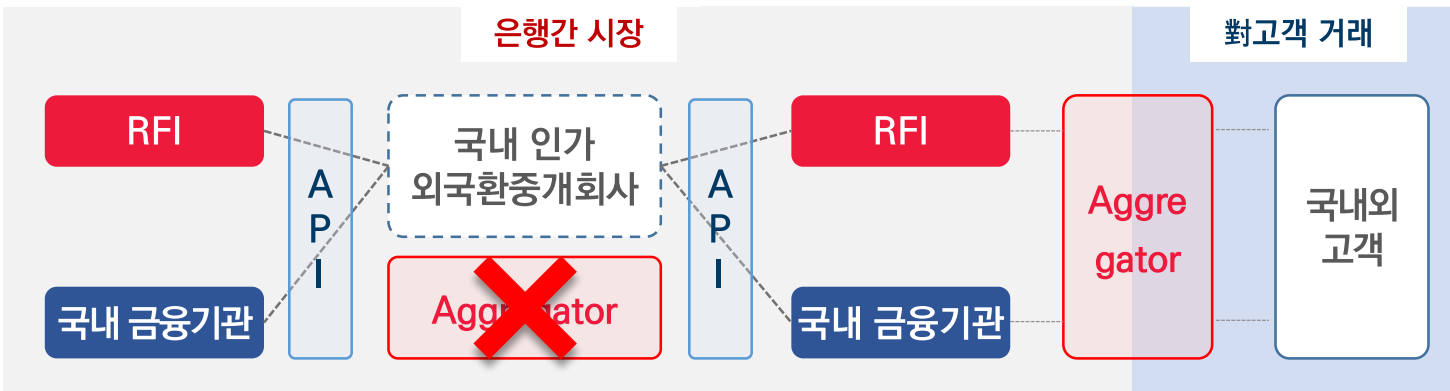 은행간 시장
對고객 거래
RFI
국내 금융기관
A
P
I
국내 인가
외국환중개회사
Aggregator
A
P
I
RFI
국내 금융기관
Aggre
gator
국내외
고객